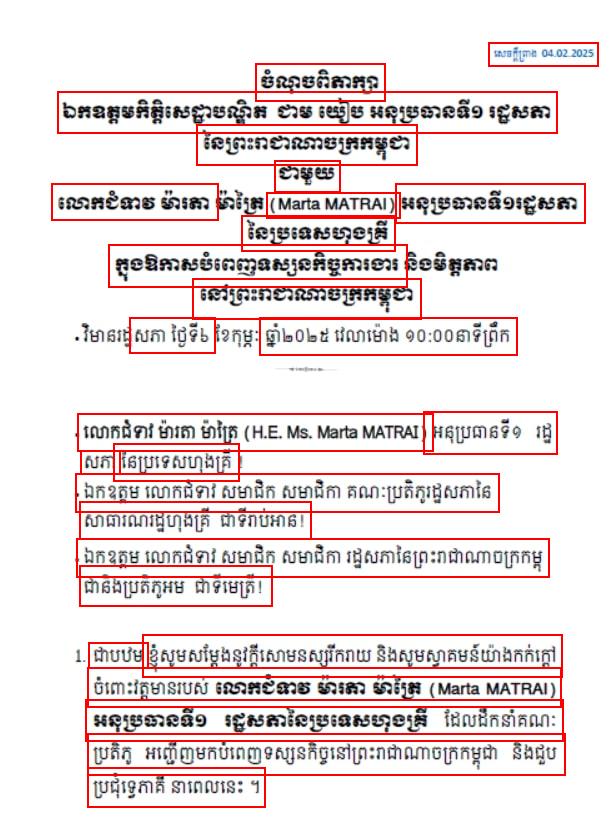 សេចក្តីព្រាង 04.02.2025
ចំណុចពិភាក្សា
ឯកឧត្តមកិត្តិសេដ្ឋាបណ្ឌិត ជាម យៀប អនុប្រធានទី១ រដ្ឋសភា
នៃព្រះរាជាណាចក្រកម្ពុជា
ជាមួយ
លោកជំទាវ ម៉ារតា ម៉ាត្រៃ (Marta MATRAI) អនុប្រធានទី១រដ្ឋសភា
នៃប្រទេសហុងគ្រី
ក្នុងឱកាសបំពេញទស្សនកិច្ចការងារ និងមិត្តភាព
នៅព្រះរាជាណាចក្រកម្ពុជា
• វិមានរដ្ឋសភា ថ្ងៃទី៦ ខែកុម្ភៈ ឆ្នាំ២០២៥ វេលាម៉ោង ១០:០០នាទីព្រឹក
• លោកជំទាវ ម៉ារតា ម៉ាត្រៃ (H.E. Ms. Marta MATRAI) អនុប្រធានទី១ រដ្ឋ
សភា នៃប្រទេសហុងគ្រី !
• ឯកឧត្តម លោកជំទាវ សមាជិក សមាជិកា គណៈប្រតិភូរដ្ឋសភានៃ
សាធារណរដ្ឋហុងគ្រី ជាទីរាប់អាន!
• ឯកឧត្តម លោកជំទាវ សមាជិក សមាជិកា រដ្ឋសភានៃព្រះរាជាណាចក្រកម្ពុ
ជានិងប្រតិភូអម ជាទីមេត្រី!
1. ជាបឋម ខ្ញុំសូមសម្តែងនូវក្តីសោមនស្សរីករាយ និងសូមស្វាគមន៍យ៉ាងកក់ក្តៅ
ចំពោះវត្តមានរបស់ លោកជំទាវ ម៉ារតា ម៉ាត្រៃ (Marta MATRAI)
អនុប្រធានទី១ រដ្ឋសភានៃប្រទេសហុងគ្រី ដែលដឹកនាំគណៈ
ប្រតិភូ អញ្ជើញមកបំពេញទស្សនកិច្ចនៅព្រះរាជាណាចក្រកម្ពុជា និងជួប
ប្រជុំទ្វេភាគី នាពេលនេះ ។